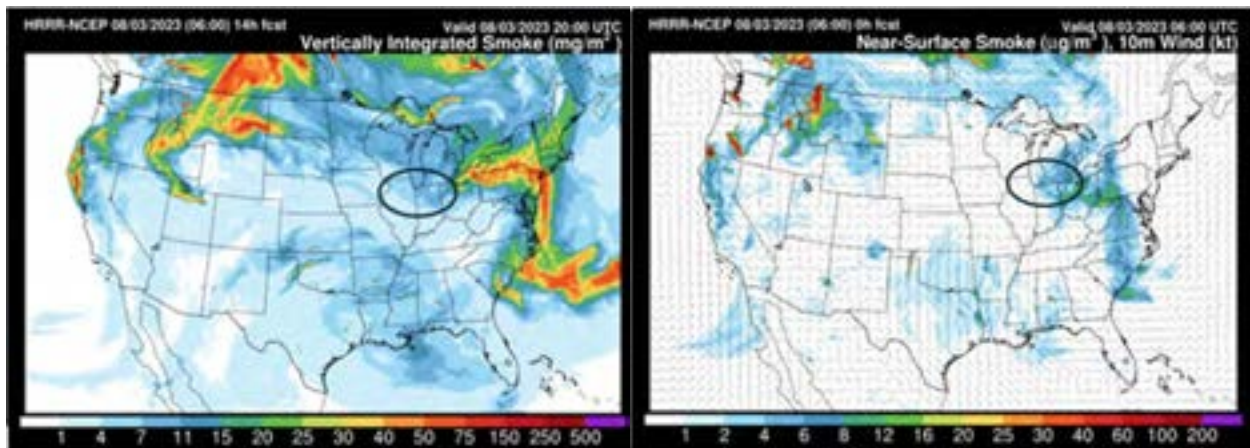 HRRR-NCEP 08/03/2023 (06:00) 14h fcst
Valid 08/03/2023 20:00 UTC
Vertically Integrated Smoke (mg/m²)
1 4 7 11 15 20 25 30 50 75 150 250 500
HRRR-NCEP 08/03/2023 (06:00) 0h fcst
Valid 08/03/2023 06:00 UTC
Near-Surface Smoke (ug/m³), 10m Wind (kt)
1 2 4 6 8 12 16 20 25 30 40 60 100 200